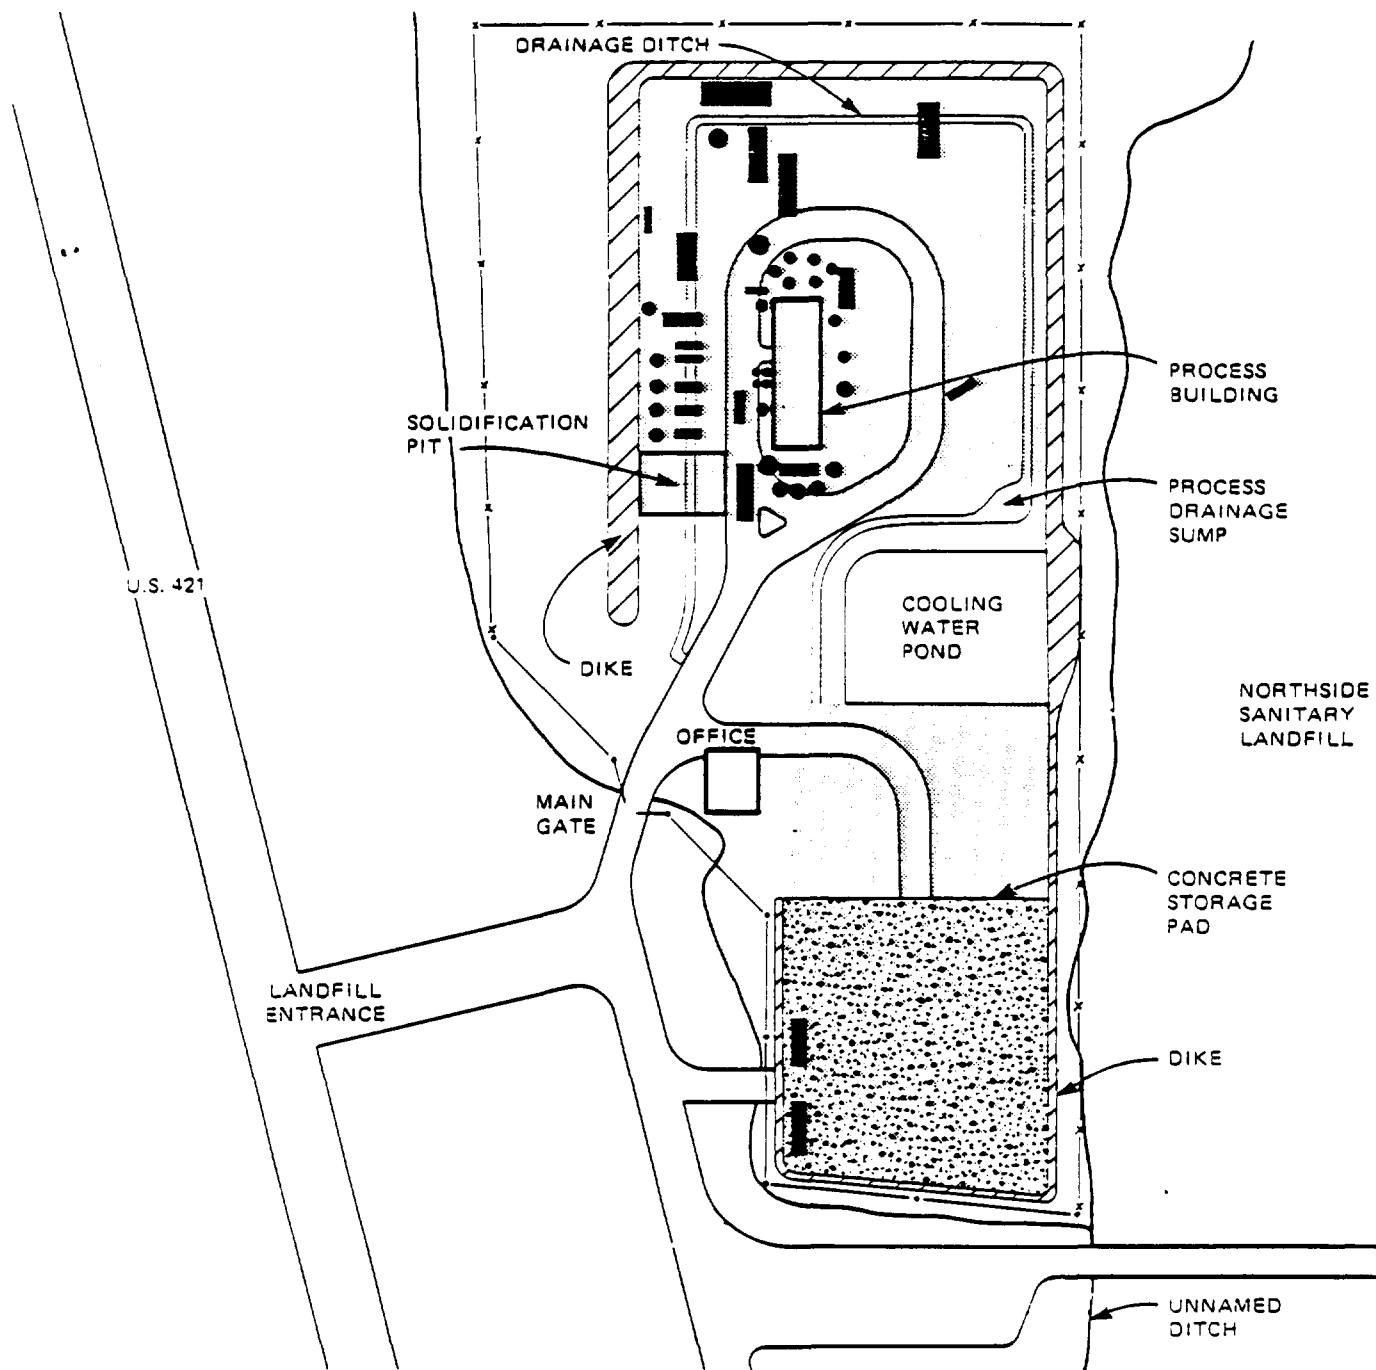 DRAINAGE DITCH
PROCESS
BUILDING
SOLIDIFICATION
PIT
PROCESS
DRAINAGE
SUMP
U.S. 421
COOLING
WATER
POND
DIKE
NORTHSIDE
SANITARY
LANDFILL
OFFICE
MAIN
GATE
CONCRETE
STORAGE
PAD
LANDFILL
ENTRANCE
DIKE
UNNAMED
DITCH